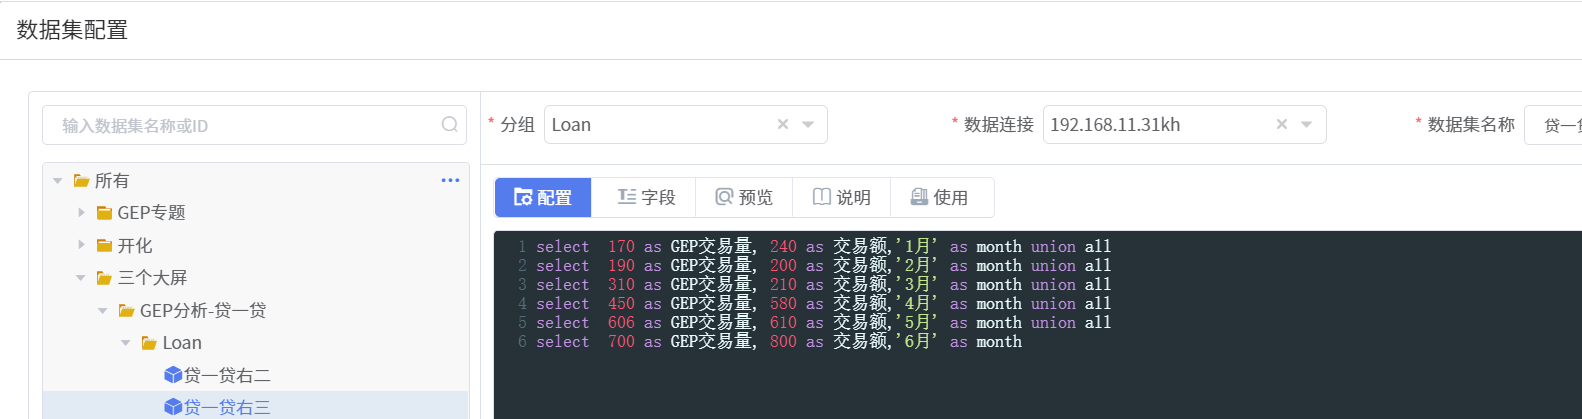 数据集配置
输入数据集名称或ID
* 分组 Loan
* 数据连接 192.168.11.31kh
* 数据集名称 贷一
所有
GEP专题
开化
三个大屏
GEP分析-贷一贷
Loan
贷一贷右二
贷一贷右三
配置 字段 预览 说明 使用
1 select  170 as GEP交易量, 240 as 交易额,'1月' as month union all
2 select  190 as GEP交易量, 200 as 交易额,'2月' as month union all
3 select  310 as GEP交易量, 210 as 交易额,'3月' as month union all
4 select  450 as GEP交易量, 580 as 交易额,'4月' as month union all
5 select  606 as GEP交易量, 610 as 交易额,'5月' as month union all
6 select  700 as GEP交易量, 800 as 交易额,'6月' as month